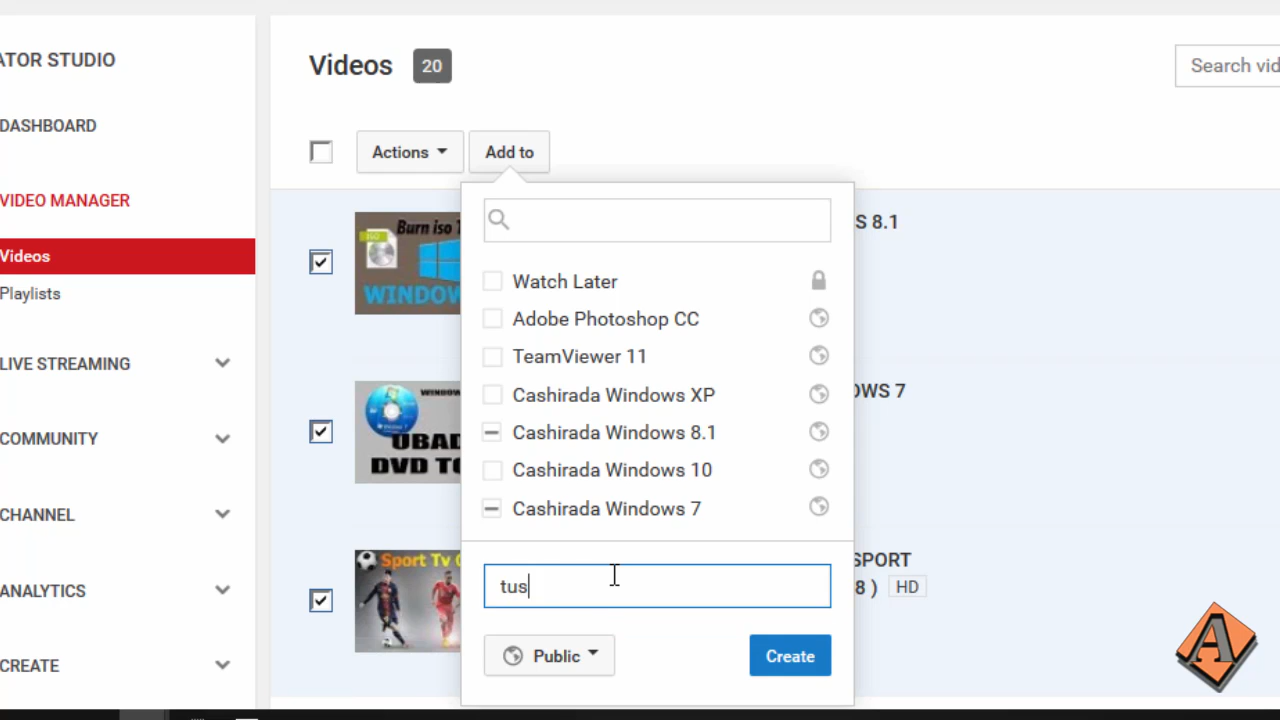 ATOR STUDIO
DASHBOARD
VIDEO MANAGER
Videos
Playlists
LIVE STREAMING
COMMUNITY
CHANNEL
ANALYTICS
CREATE
Videos 20
Search vid
Actions
Add to
Watch Later
Adobe Photoshop CC
TeamViewer 11
Cashirada Windows XP
Cashirada Windows 8.1
Cashirada Windows 10
Cashirada Windows 7
tus
Public
Create
Burn iso T
ISO
WINDOW
S 8.1
WINDOW
UBAD
DVD TO
OWS 7
Sport Tv C
SPORT
8 ) HD
A